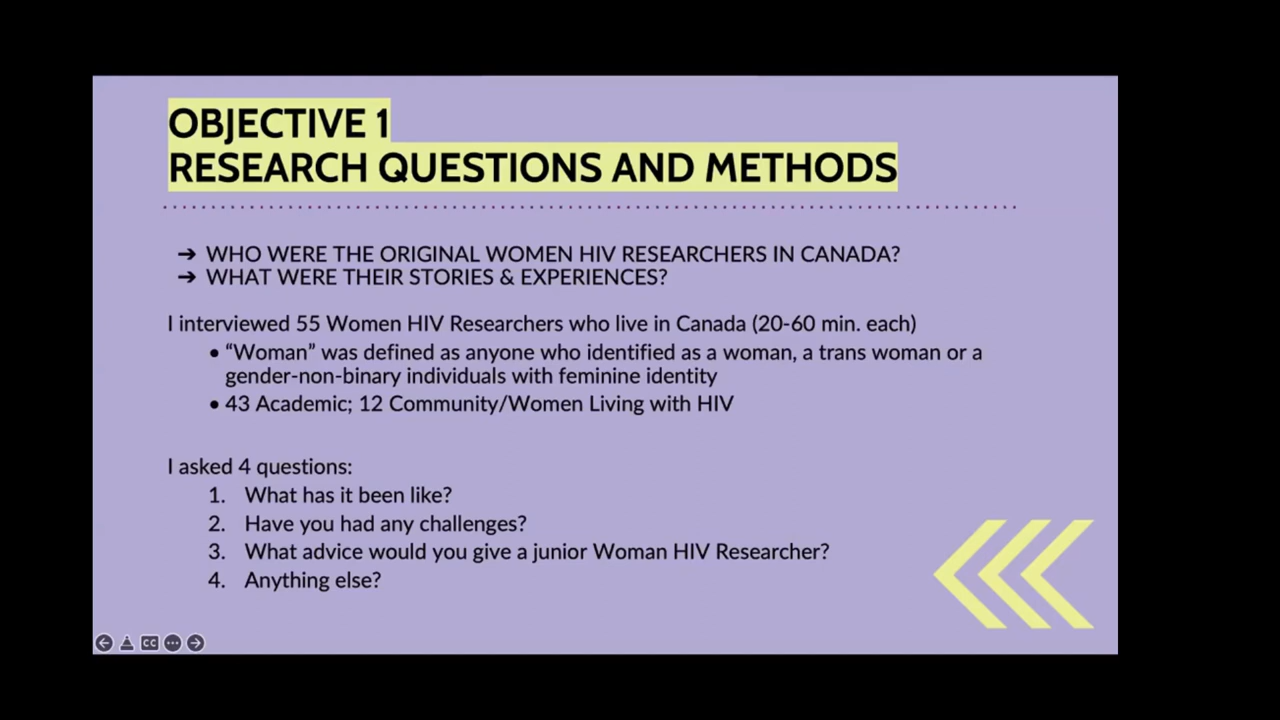 OBJECTIVE 1
RESEARCH QUESTIONS AND METHODS
➔ WHO WERE THE ORIGINAL WOMEN HIV RESEARCHERS IN CANADA?
➔ WHAT WERE THEIR STORIES & EXPERIENCES?
I interviewed 55 Women HIV Researchers who live in Canada (20-60 min. each)
• “Woman” was defined as anyone who identified as a woman, a trans woman or a
gender-non-binary individuals with feminine identity
• 43 Academic; 12 Community/Women Living with HIV
I asked 4 questions:
1. What has it been like?
2. Have you had any challenges?
3. What advice would you give a junior Woman HIV Researcher?
4. Anything else?
CC